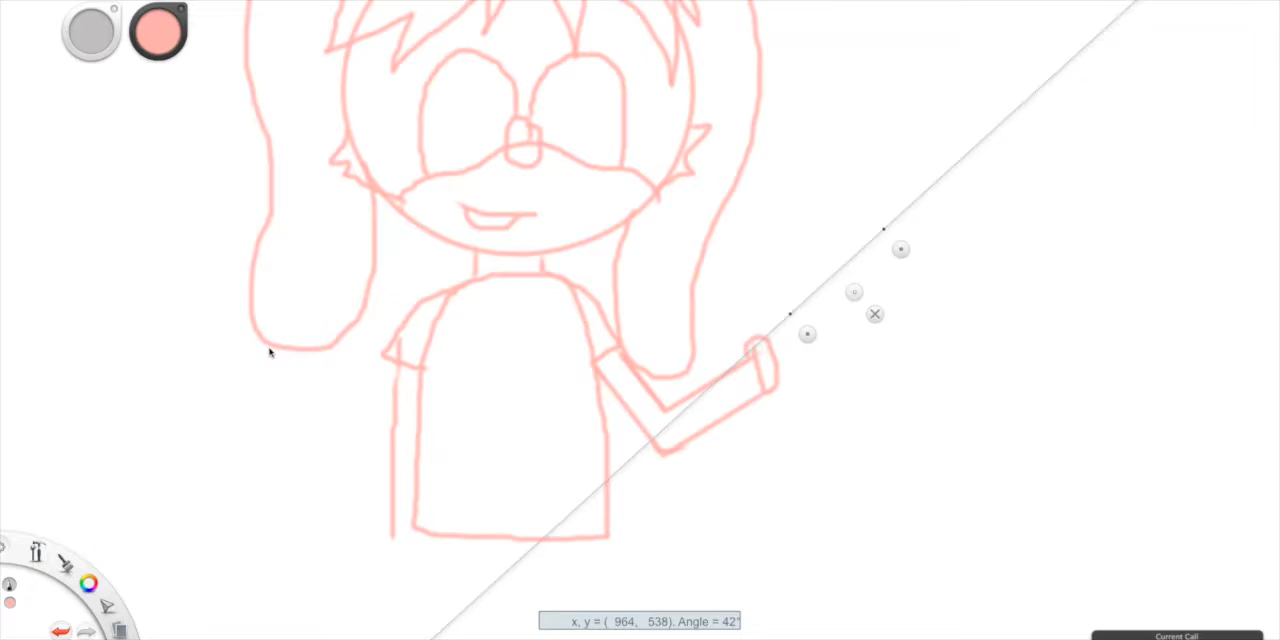 x, y = ( 964, 538). Angle = 42°
Current Call